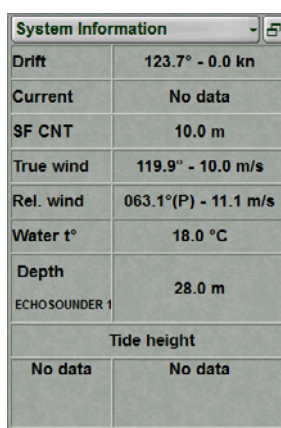 System Information
Drift 123.7° - 0.0 kn
Current No data
SF CNT 10.0 m
True wind 119.9° - 10.0 m/s
Rel. wind 063.1°(P) - 11.1 m/s
Water t° 18.0 °C
Depth
ECHOSOUNDER 1
28.0 m
Tide height
No data No data